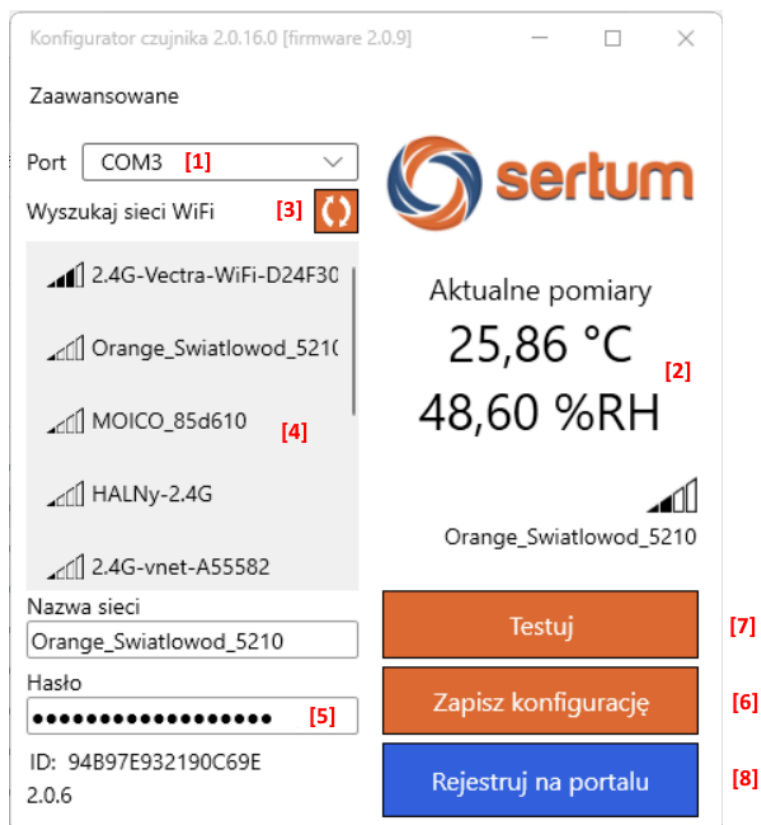 Konfigurator czujnika 2.0.16.0 [firmware 2.0.9]
Zaawansowane
Port COM3 [1]
Wyszukaj sieci WiFi [3]
2.4G-Vectra-WiFi-D24F30
Orange_Swiatlowod_521(
MOICO_85d610 [4]
HALNy-2.4G
2.4G-vnet-A55582
Nazwa sieci
Orange_Swiatlowod_5210
Hasło
●●●●●●●●●●●●●●●●●● [5]
ID: 94B97E932190C69E
2.0.6
sertum
Aktualne pomiary
25,86 °C
[2]
48,60 %RH
Orange_Swiatlowod_5210
Testuj [7]
Zapisz konfigurację [6]
Rejestruj na portalu [8]